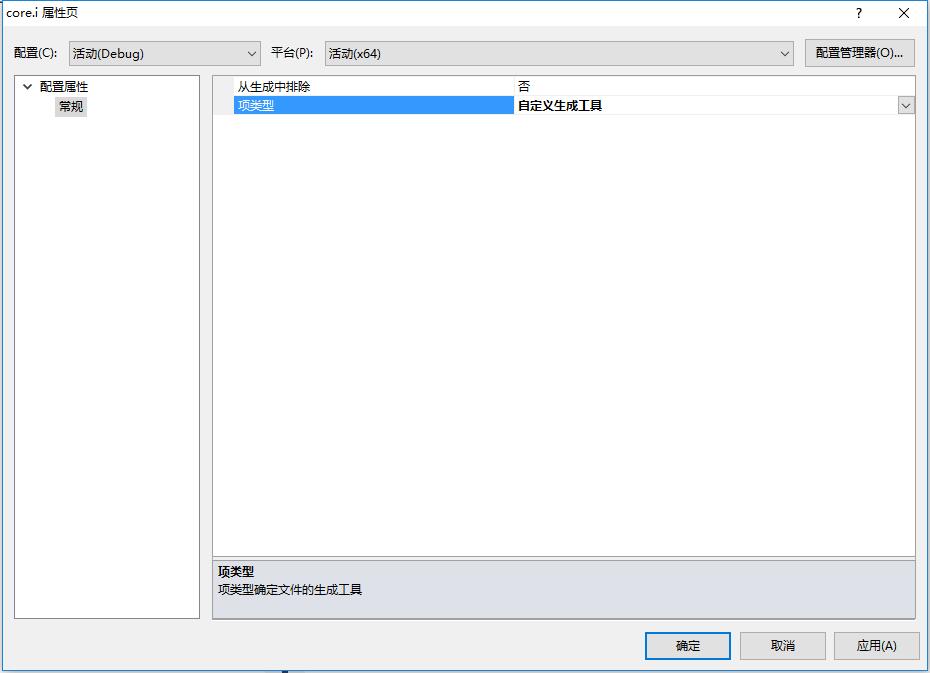 core.i 属性页
?
配置(C): 活动(Debug) 平台(P): 活动(x64) 配置管理器(O)...
配置属性
常规
从生成中排除 否
项类型 自定义生成工具
项类型
项类型确定文件的生成工具
确定 取消 应用(A)